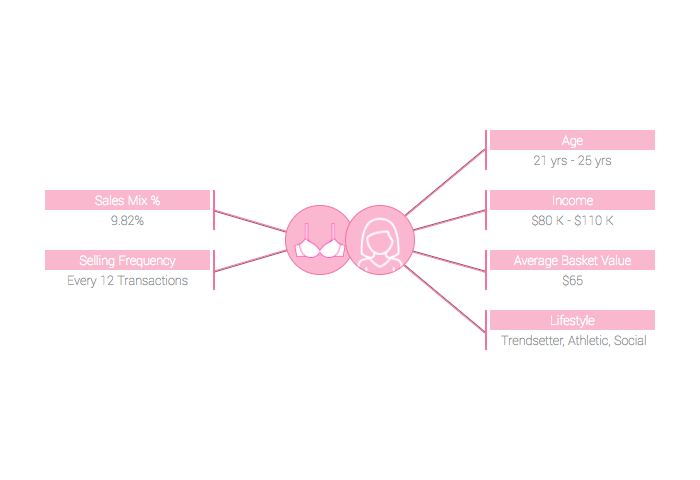 Sales Mix %
9.82%
Selling Frequency
Every 12 Transactions
Age
21 yrs - 25 yrs
Income
$80 K - $110 K
Average Basket Value
$65
Lifestyle
Trendsetter, Athletic, Social